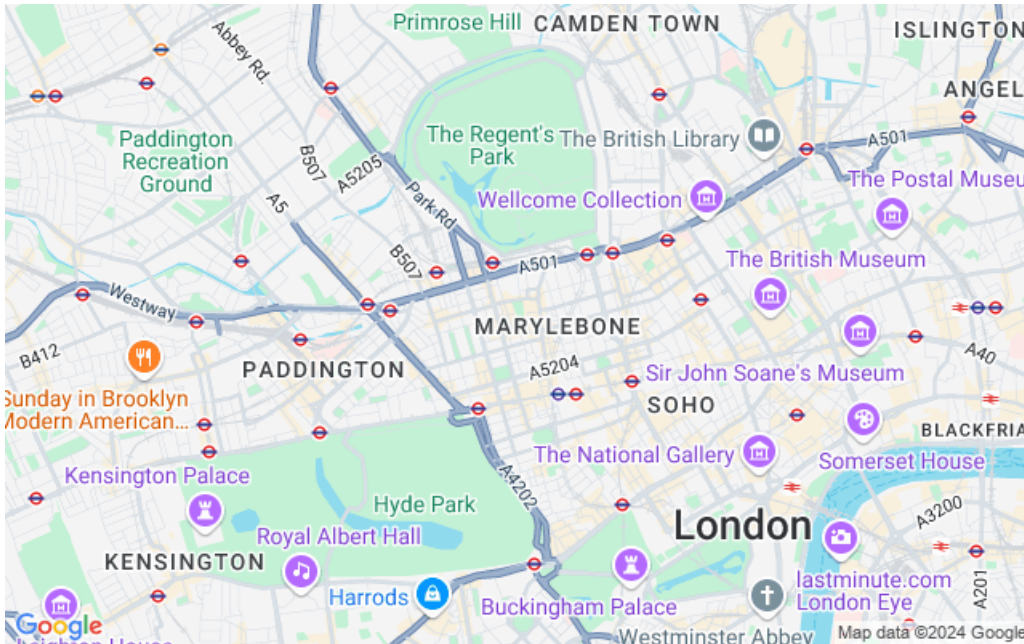 Primrose Hill
CAMDEN TOWN
ISLINGTON
Abbey Rd.
ANGEL
Paddington
Recreation
Ground
The Regent's
Park
The British Library
A501
B507
A5205
The Postal Museu
A5
Park Rd
Wellcome Collection
B507
A501
The British Museum
Westway
MARYLEBONE
B412
PADDINGTON
A5204
A40
Sir John Soane's Museum
Sunday in Brooklyn
Modern American...
SOHO
BLACKFRIA
The National Gallery
Somerset House
Kensington Palace
A4202
Hyde Park
A3200
London
Royal Albert Hall
KENSINGTON
lastminute.com
London Eye
A201
Harrods
Buckingham Palace
Westminster Abbey
Google
Map data ©2024 Google